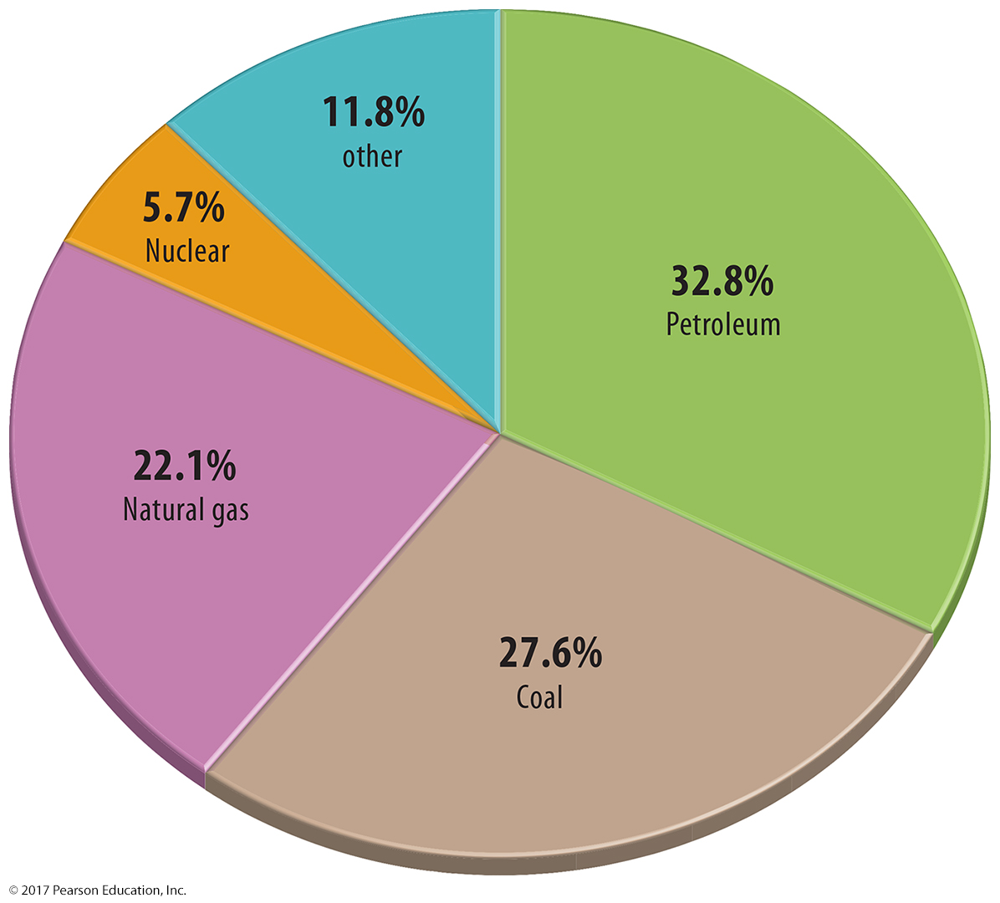 11.8%
other
5.7%
Nuclear
32.8%
Petroleum
22.1%
Natural gas
27.6%
Coal
© 2017 Pearson Education, Inc.